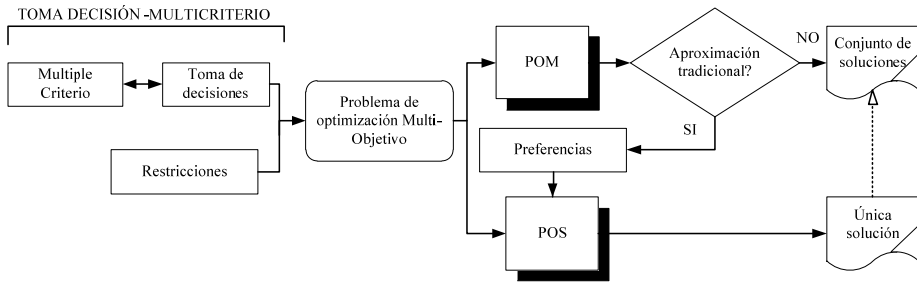 TOMA DECISIÓN -MULTICRITERIO
Multiple
Criterio
Toma de
decisiones
Restricciones
Problema de
optimización Multi-
Objetivo
POM
Aproximación
tradicional?
NO
SI
Conjunto de
soluciones
Preferencias
POS
Única
solución